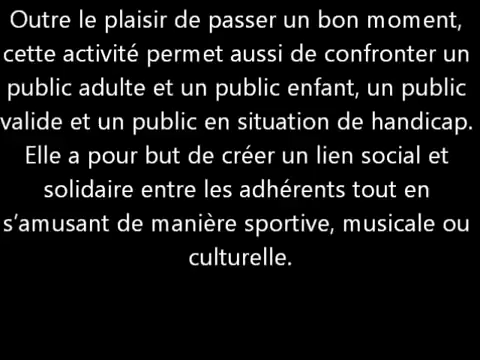 Outre le plaisir de passer un bon moment,
cette activité permet aussi de confronter un
public adulte et un public enfant, un public
valide et un public en situation de handicap.
Elle a pour but de créer un lien social et
solidaire entre les adhérents tout en
s’amusant de manière sportive, musicale ou
culturelle.